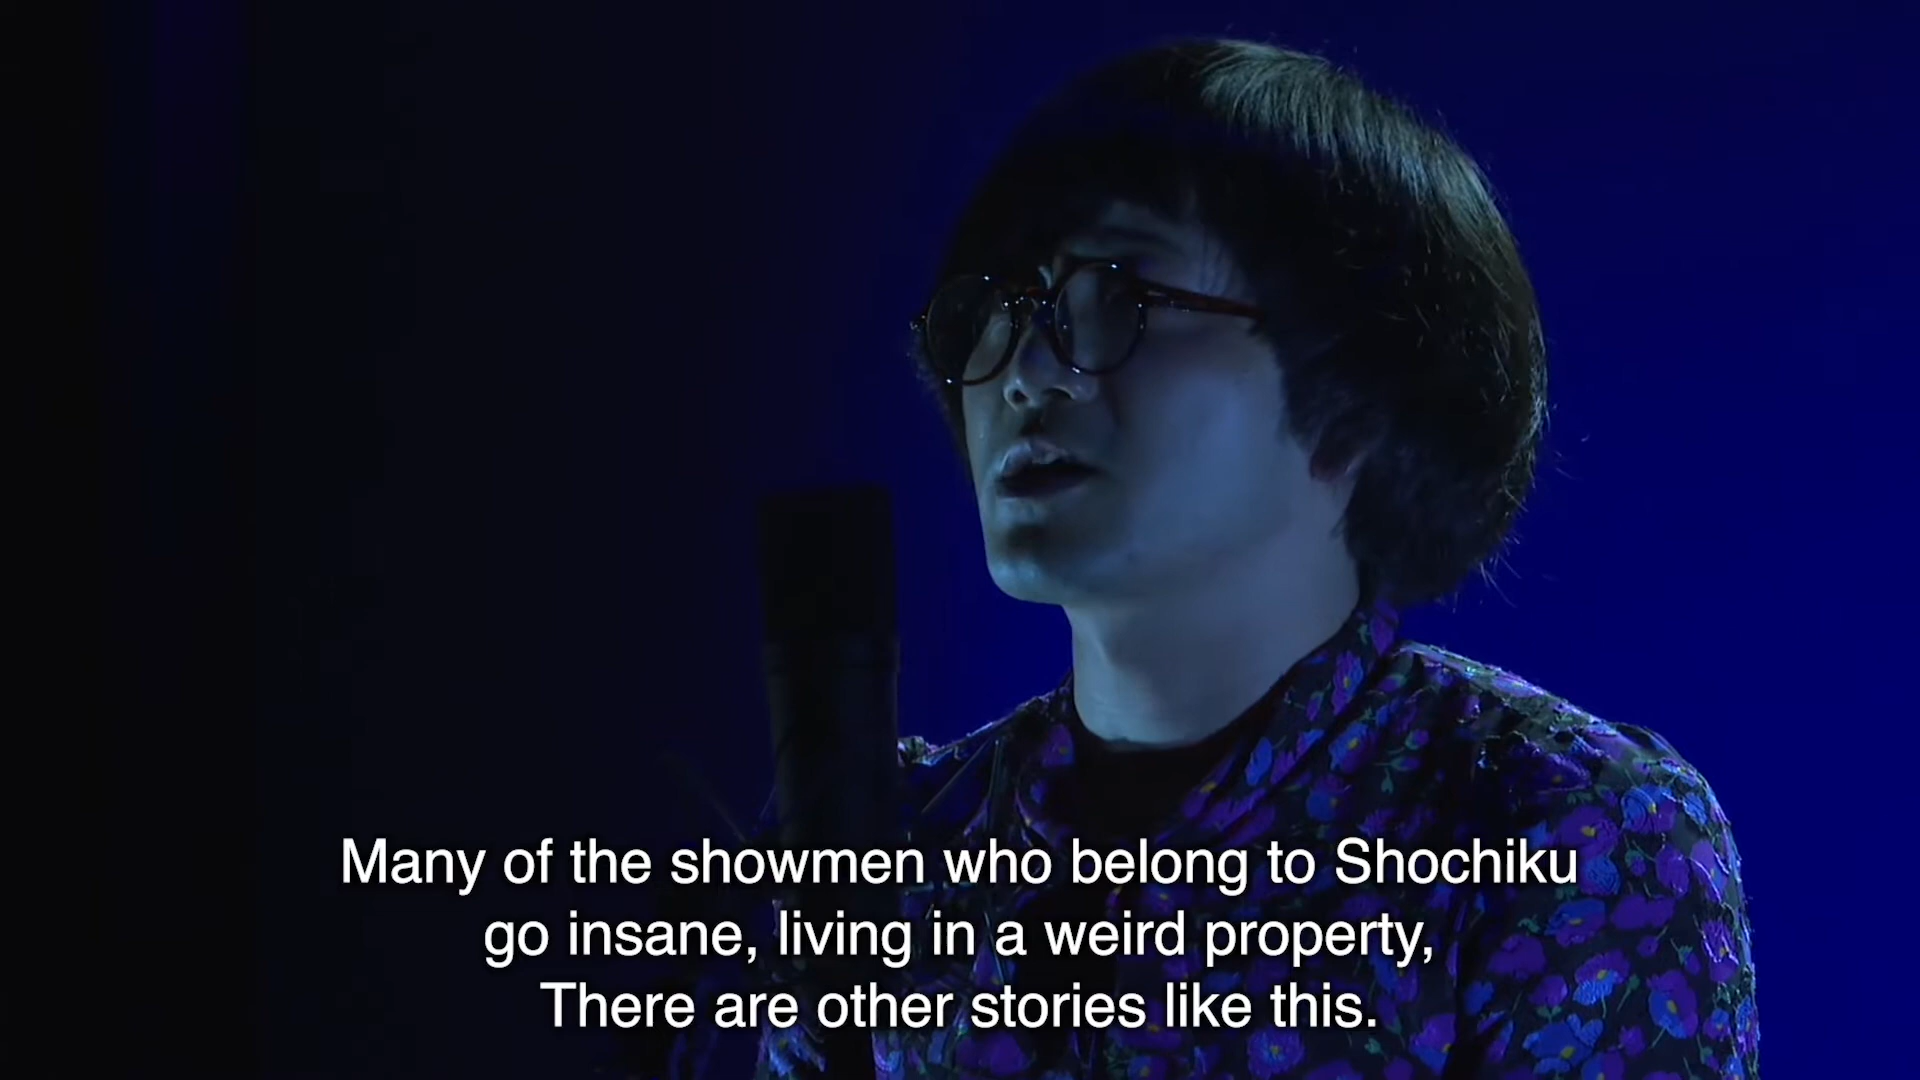 Many of the showmen who belong to Shochiku
go insane, living in a weird property,
There are other stories like this.